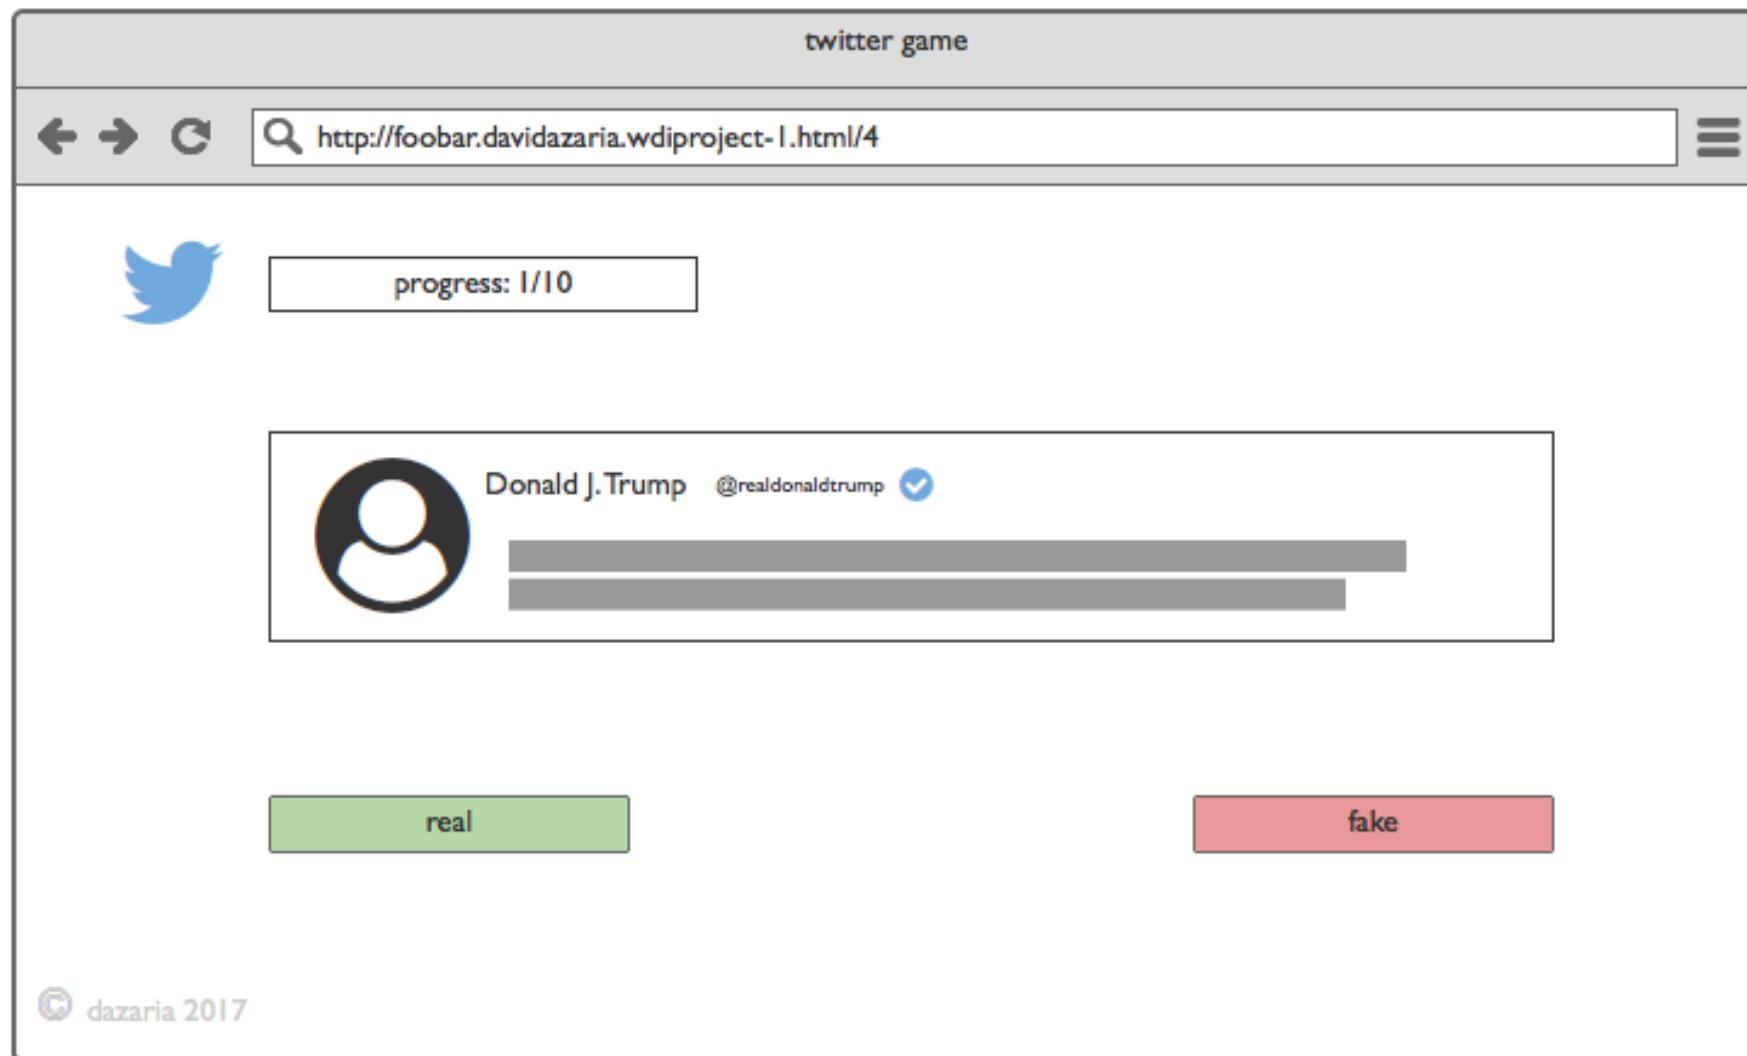 twitter game
http://foobar.davidazaria.wdiproject-1.html/4
progress: 1/10
Donald J. Trump @realdonaldtrump
real fake
© dazaria 2017